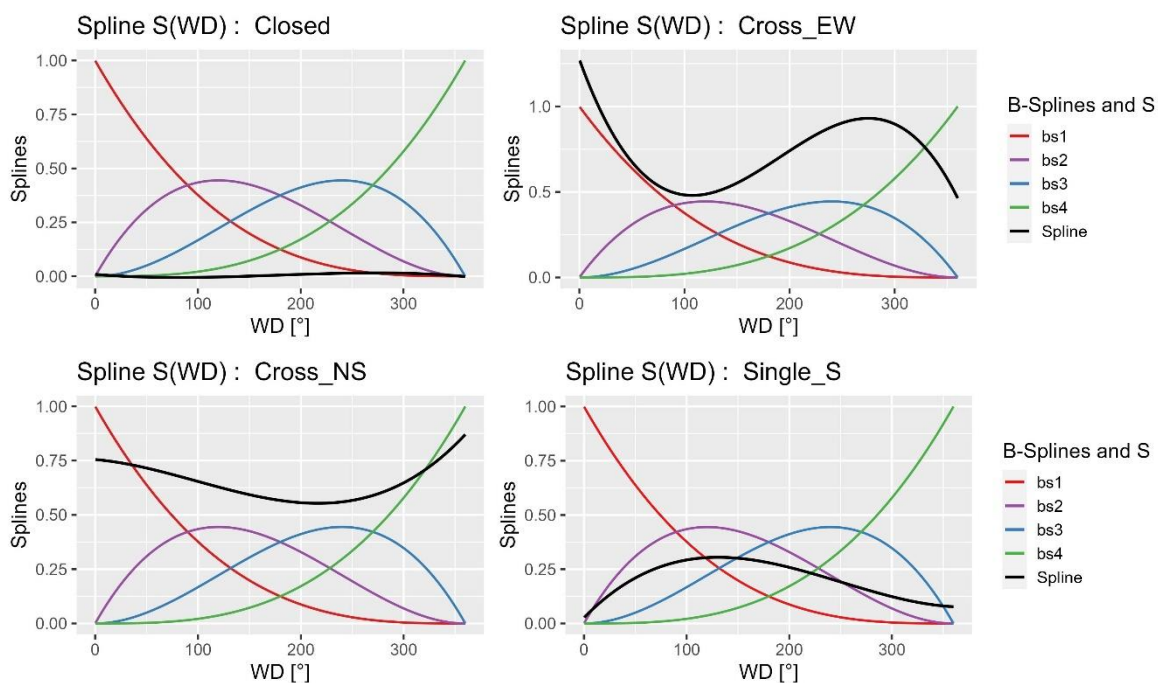 Spline S(WD) : Closed
1.00
0.75
0.50
0.25
0.00
Splines
0
100
200
300
WD [°]
Spline S(WD) : Cross_EW
1.0
0.5
0.0
Splines
0
100
200
300
WD [°]
B-Splines and S
bs1
bs2
bs3
bs4
Spline
Spline S(WD) : Cross_NS
1.00
0.75
0.50
0.25
0.00
Splines
0
100
200
300
WD [°]
Spline S(WD) : Single_S
1.00
0.75
0.50
0.25
0.00
Splines
0
100
200
300
WD [°]
B-Splines and S
bs1
bs2
bs3
bs4
Spline